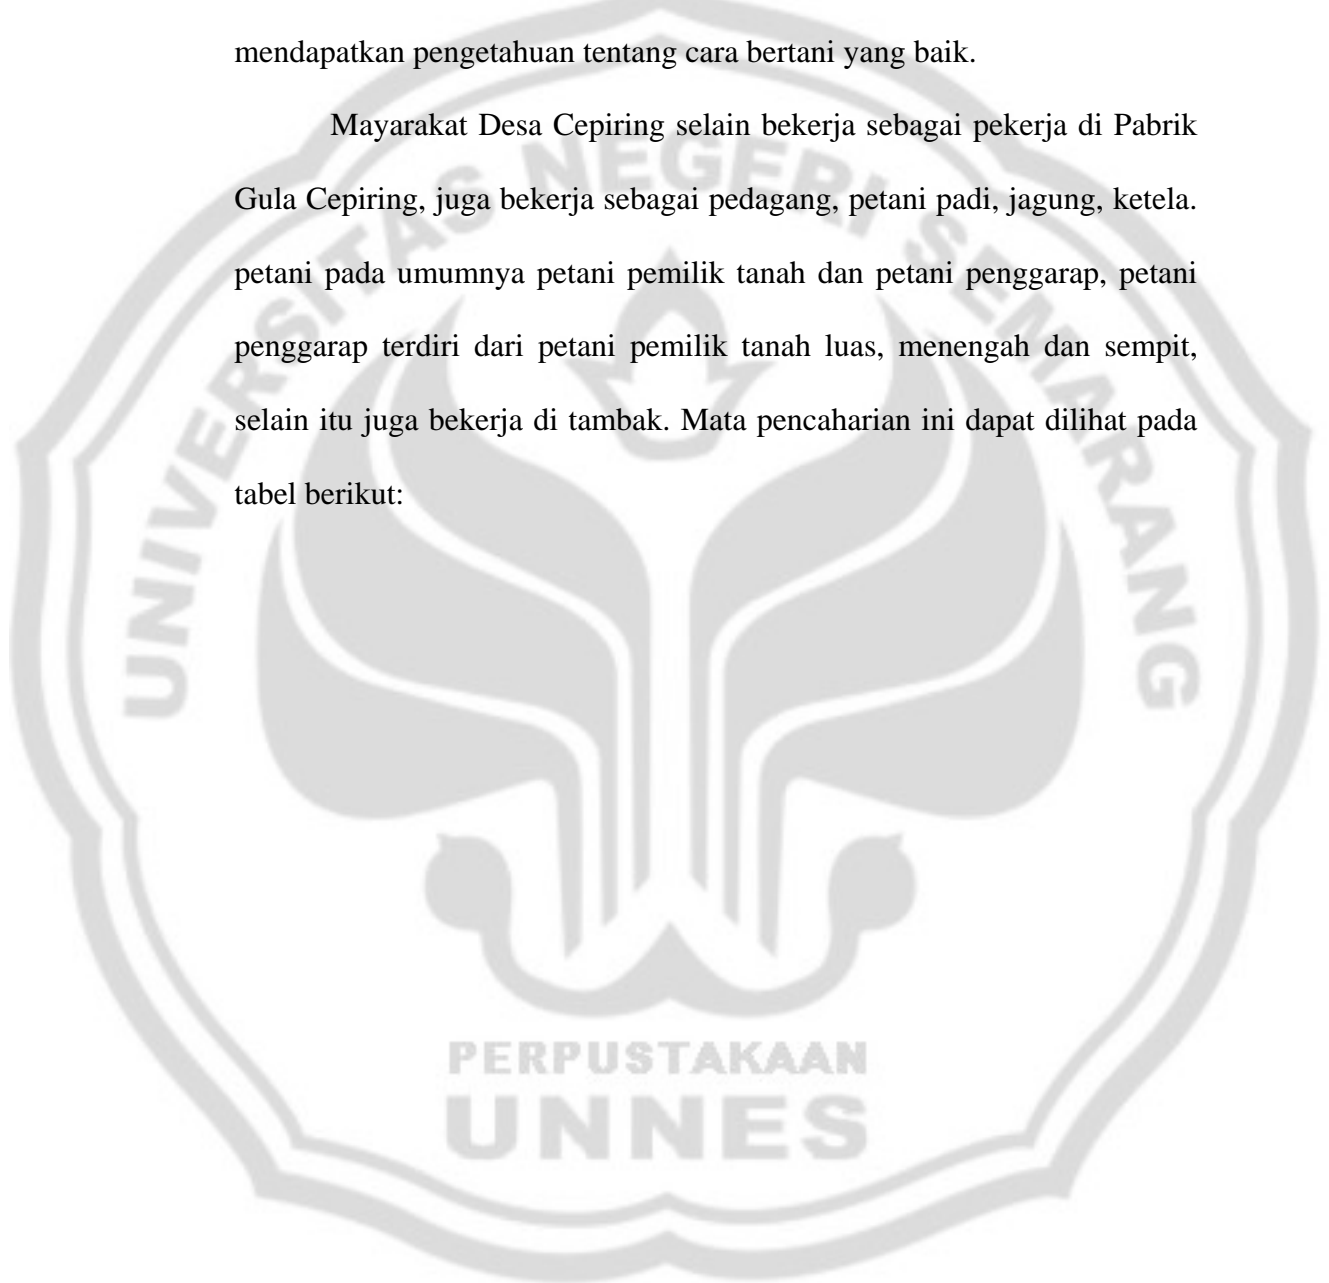 mendapatkan pengetahuan tentang cara bertani yang baik.
Mayarakat Desa Cepiring selain bekerja sebagai pekerja di Pabrik
Gula Cepiring, juga bekerja sebagai pedagang, petani padi, jagung, ketela.
petani pada umumnya petani pemilik tanah dan petani penggarap, petani
penggarap terdiri dari petani pemilik tanah luas, menengah dan sempit,
selain itu juga bekerja di tambak. Mata pencaharian ini dapat dilihat pada
tabel berikut:
UNIVERSITAS NEGERI SEMARANG
PERPUSTAKAAN
UNNES